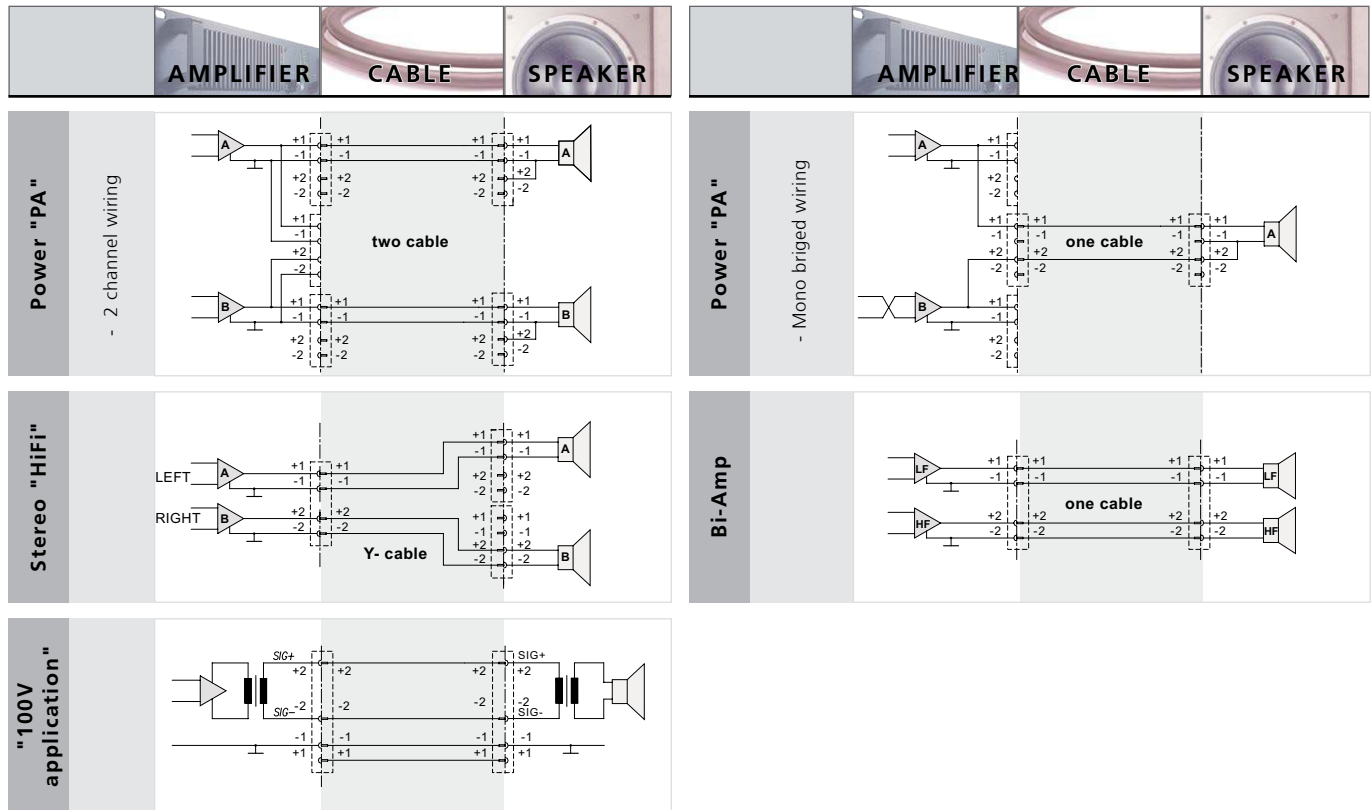 AMPLIFIER CABLE SPEAKER
AMPLIFIER CABLE SPEAKER
Power "PA"
- 2 channel wiring
A
+1 +1 +1 +1
-1 -1 -1 -1
A
+2 +2 +2 +2
-2 -2 -2 -2
+1
-1
two cable
+2
-2
B
+1 +1 +1 +1
-1 -1 -1 -1
B
+2 +2 +2 +2
-2 -2 -2 -2
Power "PA"
- Mono briged wiring
A
+1
-1
+2
-2
+1 +1 +1 +1
-1 -1 -1 -1
one cable
A
+2 +2 +2 +2
-2 -2 -2 -2
B
+1
-1
+2
-2
Stereo "HiFi"
+1 +1
-1 -1
A
LEFT
A
+1 +1
-1 -1
+2 +2
-2 -2
RIGHT
B
+2 +2
-2 -2
Y- cable
+1 +1
-1 -1
+2 +2
-2 -2
B
Bi-Amp
LF
+1 +1 +1 +1
-1 -1 -1 -1
LF
one cable
HF
+2 +2 +2 +2
-2 -2 -2 -2
HF
"100V
application"
SIG+ SIG+
+2 +2 +2 +2
-2 -2 -2 -2
SIG- SIG-
-1 -1 -1 -1
+1 +1 +1 +1